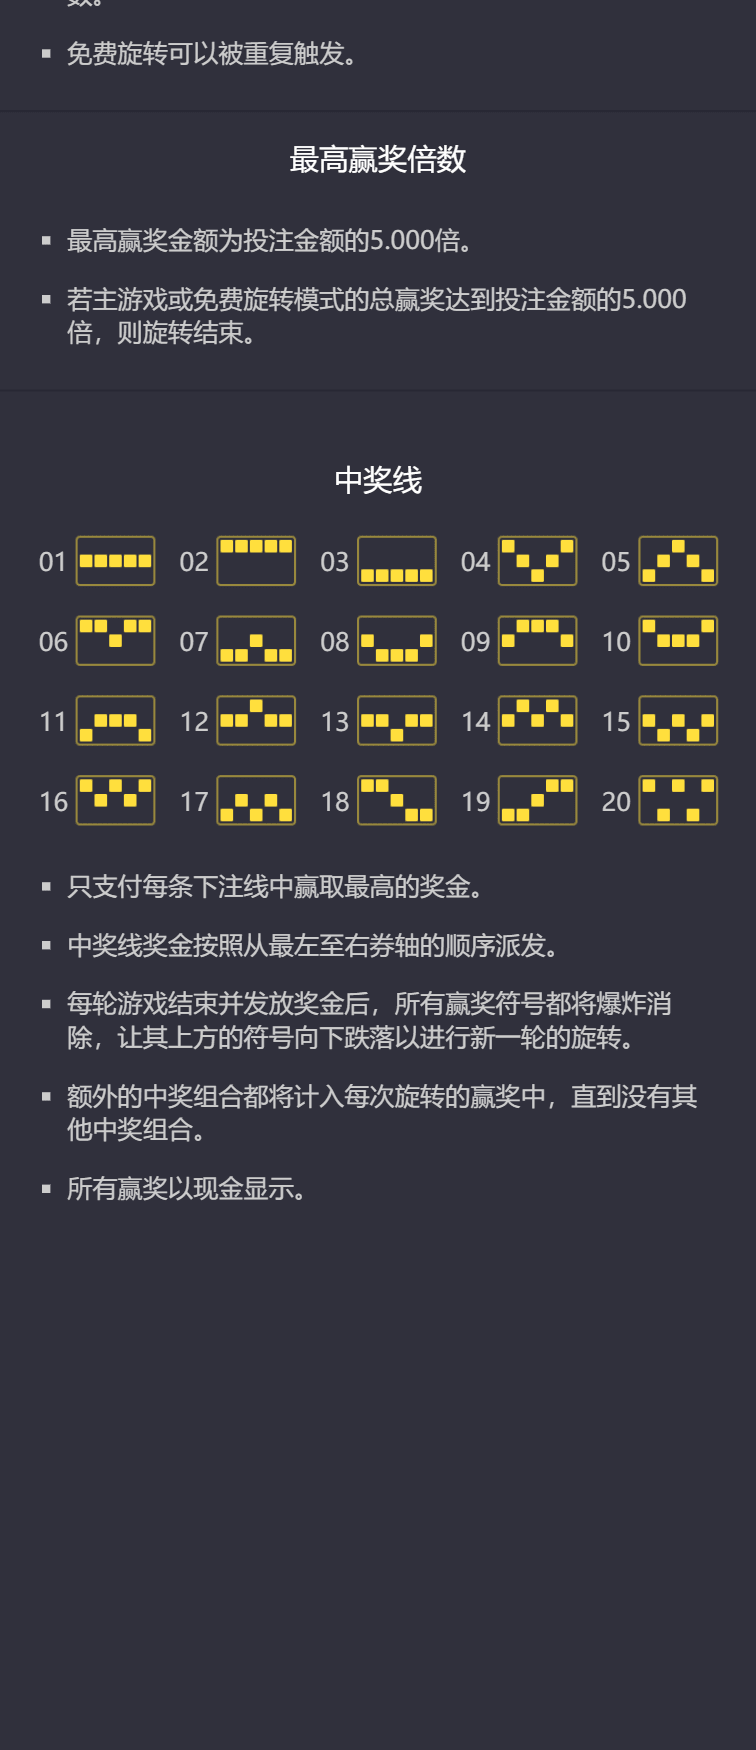 免费旋转可以被重复触发。
最高赢奖倍数
最高赢奖金额为投注金额的5.000倍。
若主游戏或免费旋转模式的总赢奖达到投注金额的5.000
倍，则旋转结束。
中奖线
01 02 03 04 05
06 07 08 09 10
11 12 13 14 15
16 17 18 19 20
只支付每条下注线中赢取最高的奖金。
中奖线奖金按照从最左至右券轴的顺序派发。
每轮游戏结束并发放奖金后，所有赢奖符号都将爆炸消
除，让其上方的符号向下跌落以进行新一轮的旋转。
额外的中奖组合都将计入每次旋转的赢奖中，直到没有其
他中奖组合。
所有赢奖以现金显示。